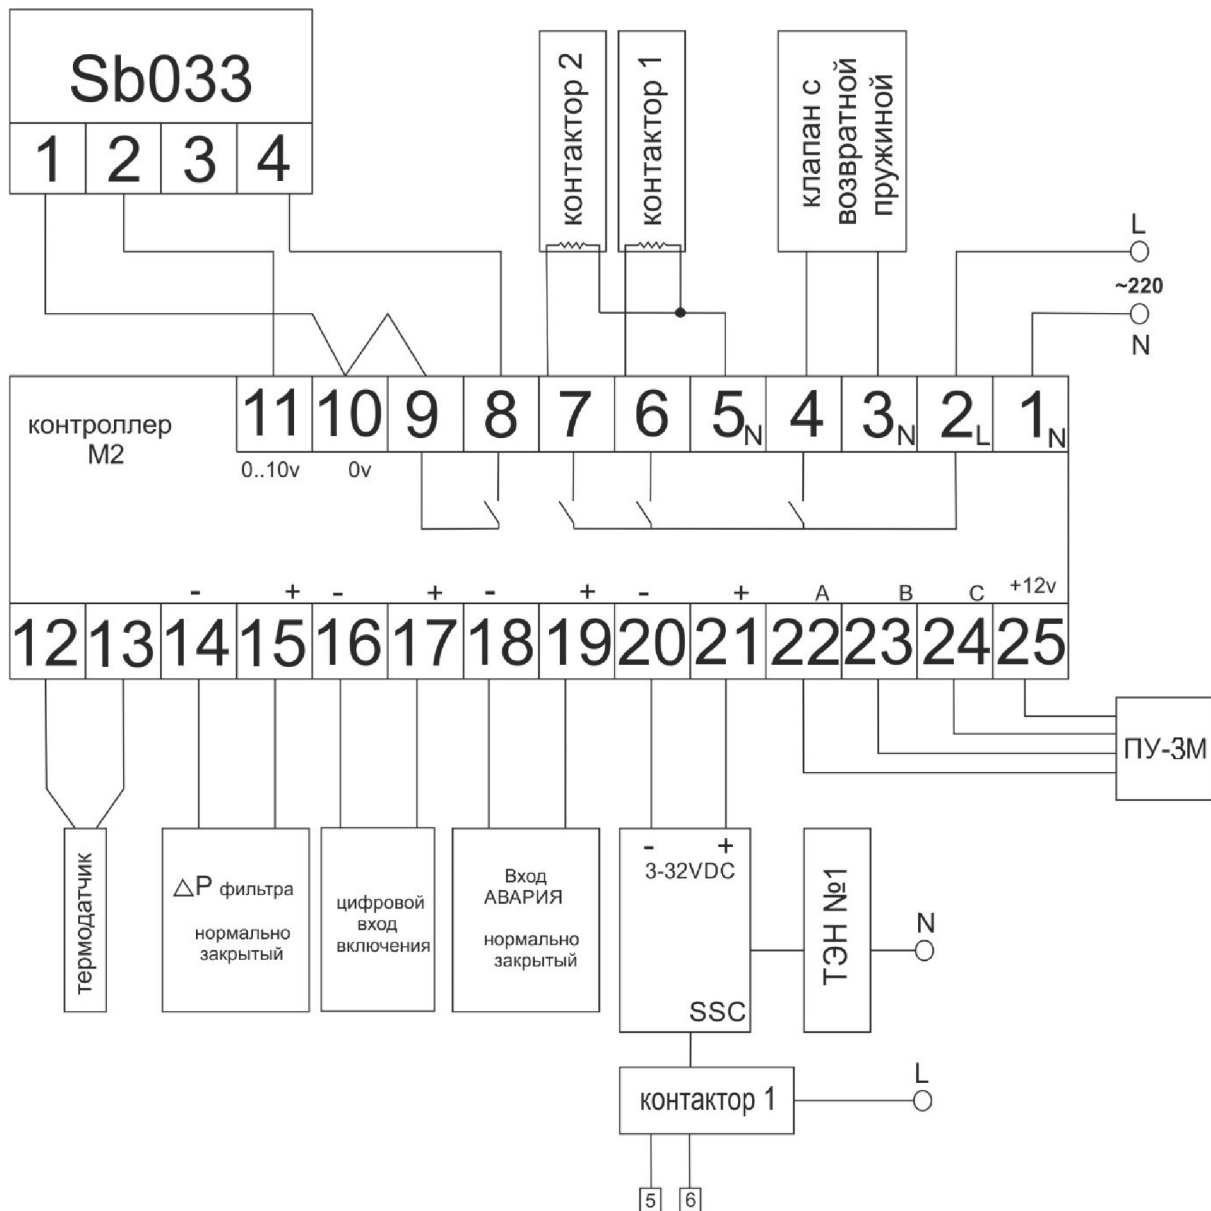 Sb033
1 2 3 4
контактор 2
контактор 1
клапан с
возвратной
пружиной
L
~220
N
контроллер
М2
11 10 9 8 7 6 5N 4 3N 2L 1N
0..10v 0v
- + - + - + - + A B C +12v
12 13 14 15 16 17 18 19 20 21 22 23 24 25
ПУ-3М
термодатчик
△P фильтра
нормально
закрытый
цифровой
вход
включения
Вход
АВАРИЯ
нормально
закрытый
- +
3-32VDC
SSC
ТЭН №1
N
контактор 1
L
5 6